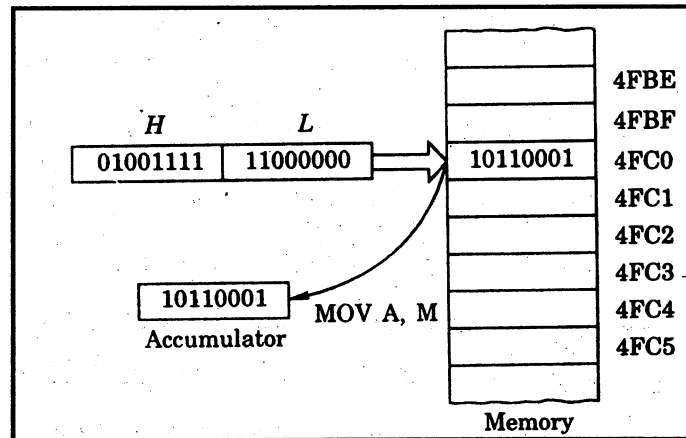 4FBE
H L
4FBF
01001111 11000000 10110001 4FC0
4FC1
4FC2
4FC3
10110001
MOV A, M
4FC4
Accumulator
4FC5
Memory